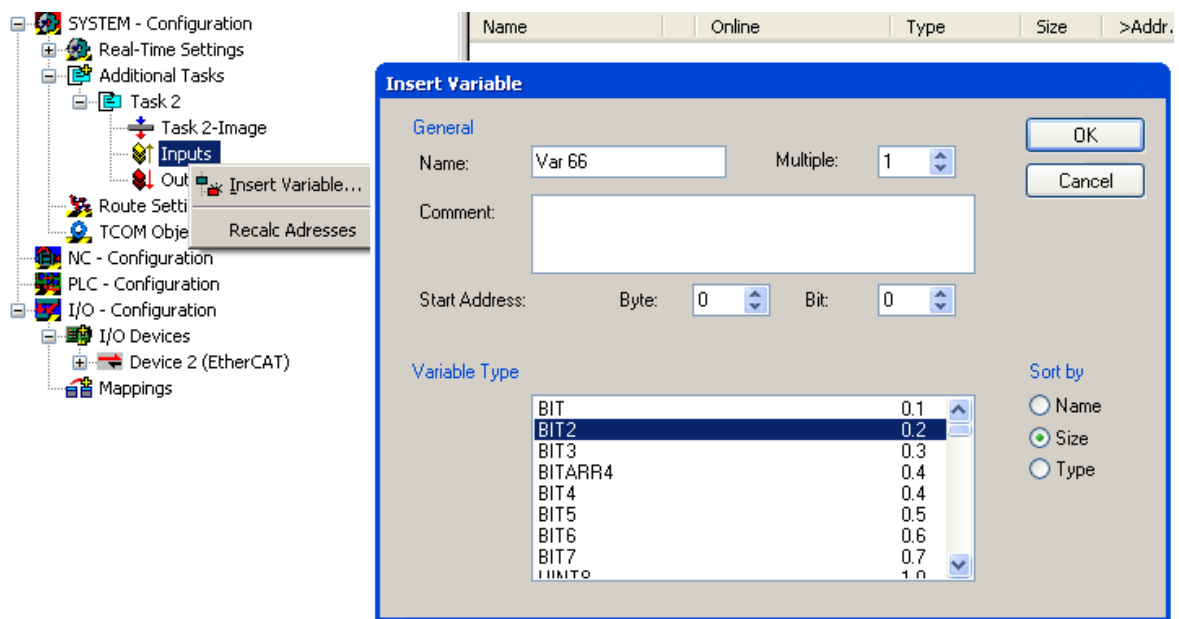 SYSTEM - Configuration
Real-Time Settings
Additional Tasks
Task 2
Task 2-Image
Inputs
Out
Route Setti
TCOM Obje
NC - Configuration
PLC - Configuration
I/O - Configuration
I/O Devices
Device 2 (EtherCAT)
Mappings
Insert Variable...
Recalc Adresses
Name Online Type Size >Addr.
Insert Variable
General
Name: Var 66 Multiple: 1
Comment:
Start Address: Byte: 0 Bit: 0
OK
Cancel
Variable Type
BIT 0.1
BIT2 0.2
BIT3 0.3
BITARR4 0.4
BIT4 0.4
BIT5 0.5
BIT6 0.6
BIT7 0.7
UINT8 1.0
Sort by
Name
Size
Type